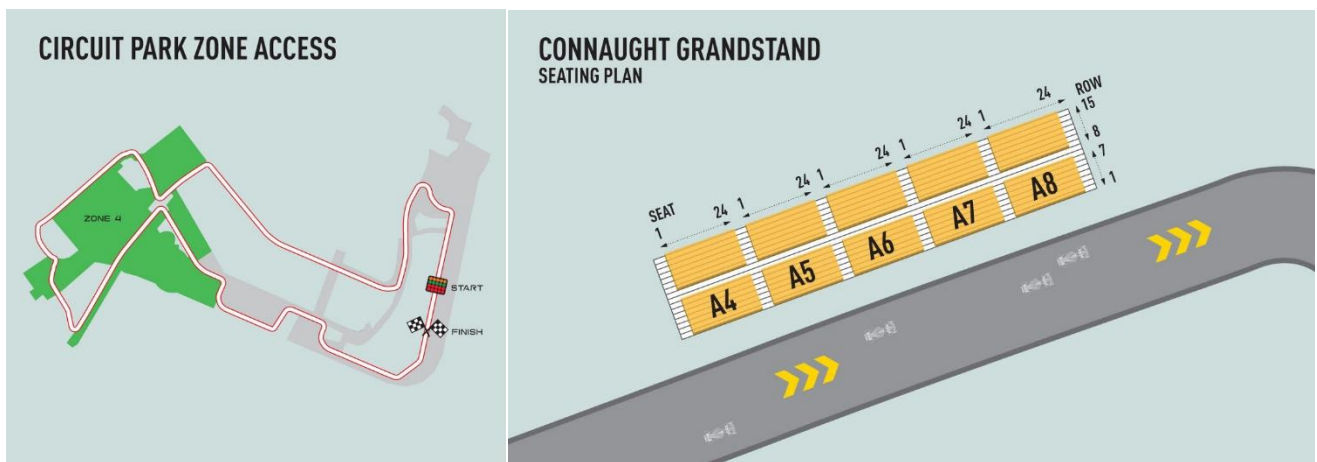 CIRCUIT PARK ZONE ACCESS
ZONE 4
START
FINISH
CONNAUGHT GRANDSTAND
SEATING PLAN
SEAT
1
24
1
24
1
24
1
24
1
24
ROW
15
8
7
1
A4
A5
A6
A7
A8